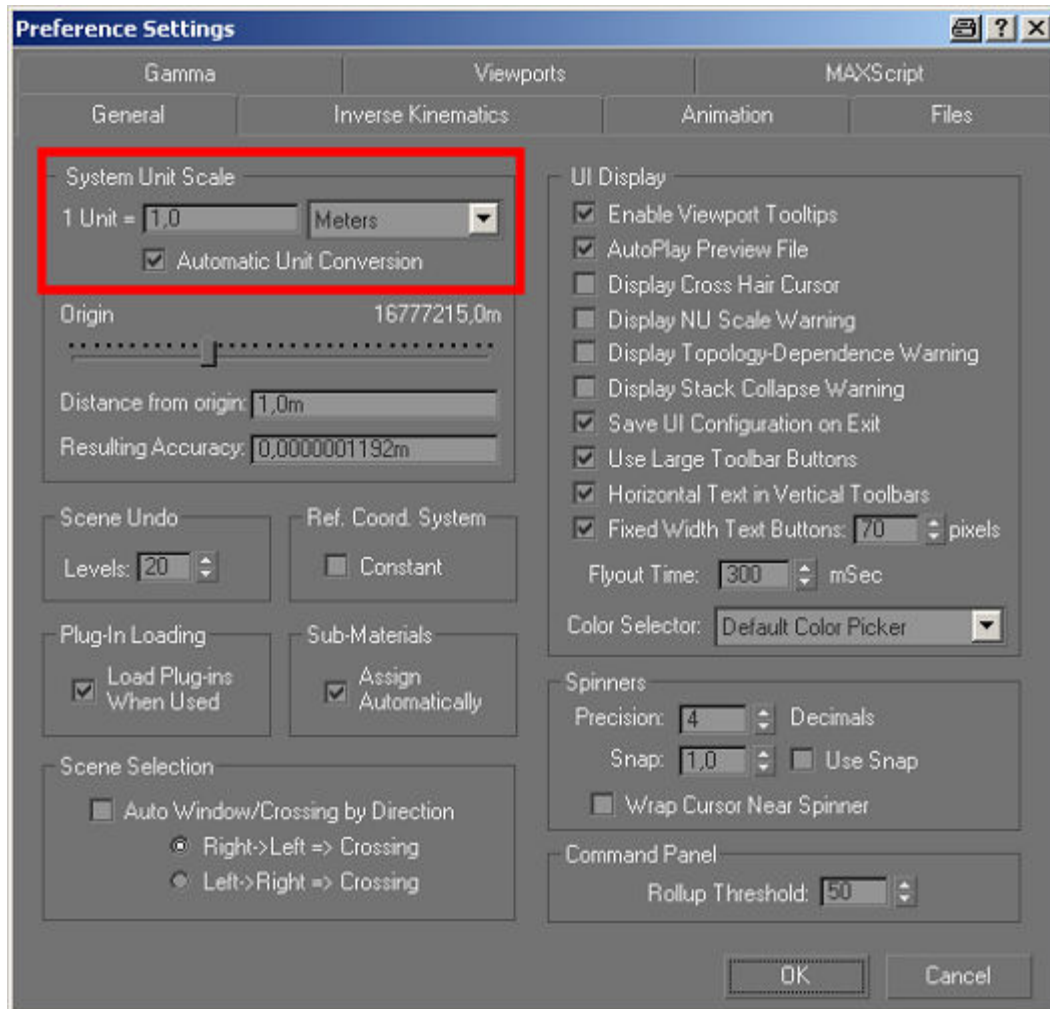 Preference Settings
Gamma Viewports MAXScript
General Inverse Kinematics Animation Files
System Unit Scale
1 Unit = 1,0 Meters
Automatic Unit Conversion
Origin 16777215,0m
Distance from origin: 1,0m
Resulting Accuracy: 0,0000001192m
Scene Undo
Levels: 20
Ref. Coord. System
Constant
Plug-In Loading
Load Plug-ins
When Used
Sub-Materials
Assign
Automatically
Scene Selection
Auto Window/Crossing by Direction
Right->Left => Crossing
Left->Right => Crossing
UI Display
Enable Viewport Tooltips
AutoPlay Preview File
Display Cross Hair Cursor
Display NU Scale Warning
Display Topology-Dependence Warning
Display Stack Collapse Warning
Save UI Configuration on Exit
Use Large Toolbar Buttons
Horizontal Text in Vertical Toolbars
Fixed Width Text Buttons: 70 pixels
Flyout Time: 300 mSec
Color Selector: Default Color Picker
Spinners
Precision: 4 Decimals
Snap: 1,0 Use Snap
Wrap Cursor Near Spinner
Command Panel
Rollup Threshold: 50
OK Cancel